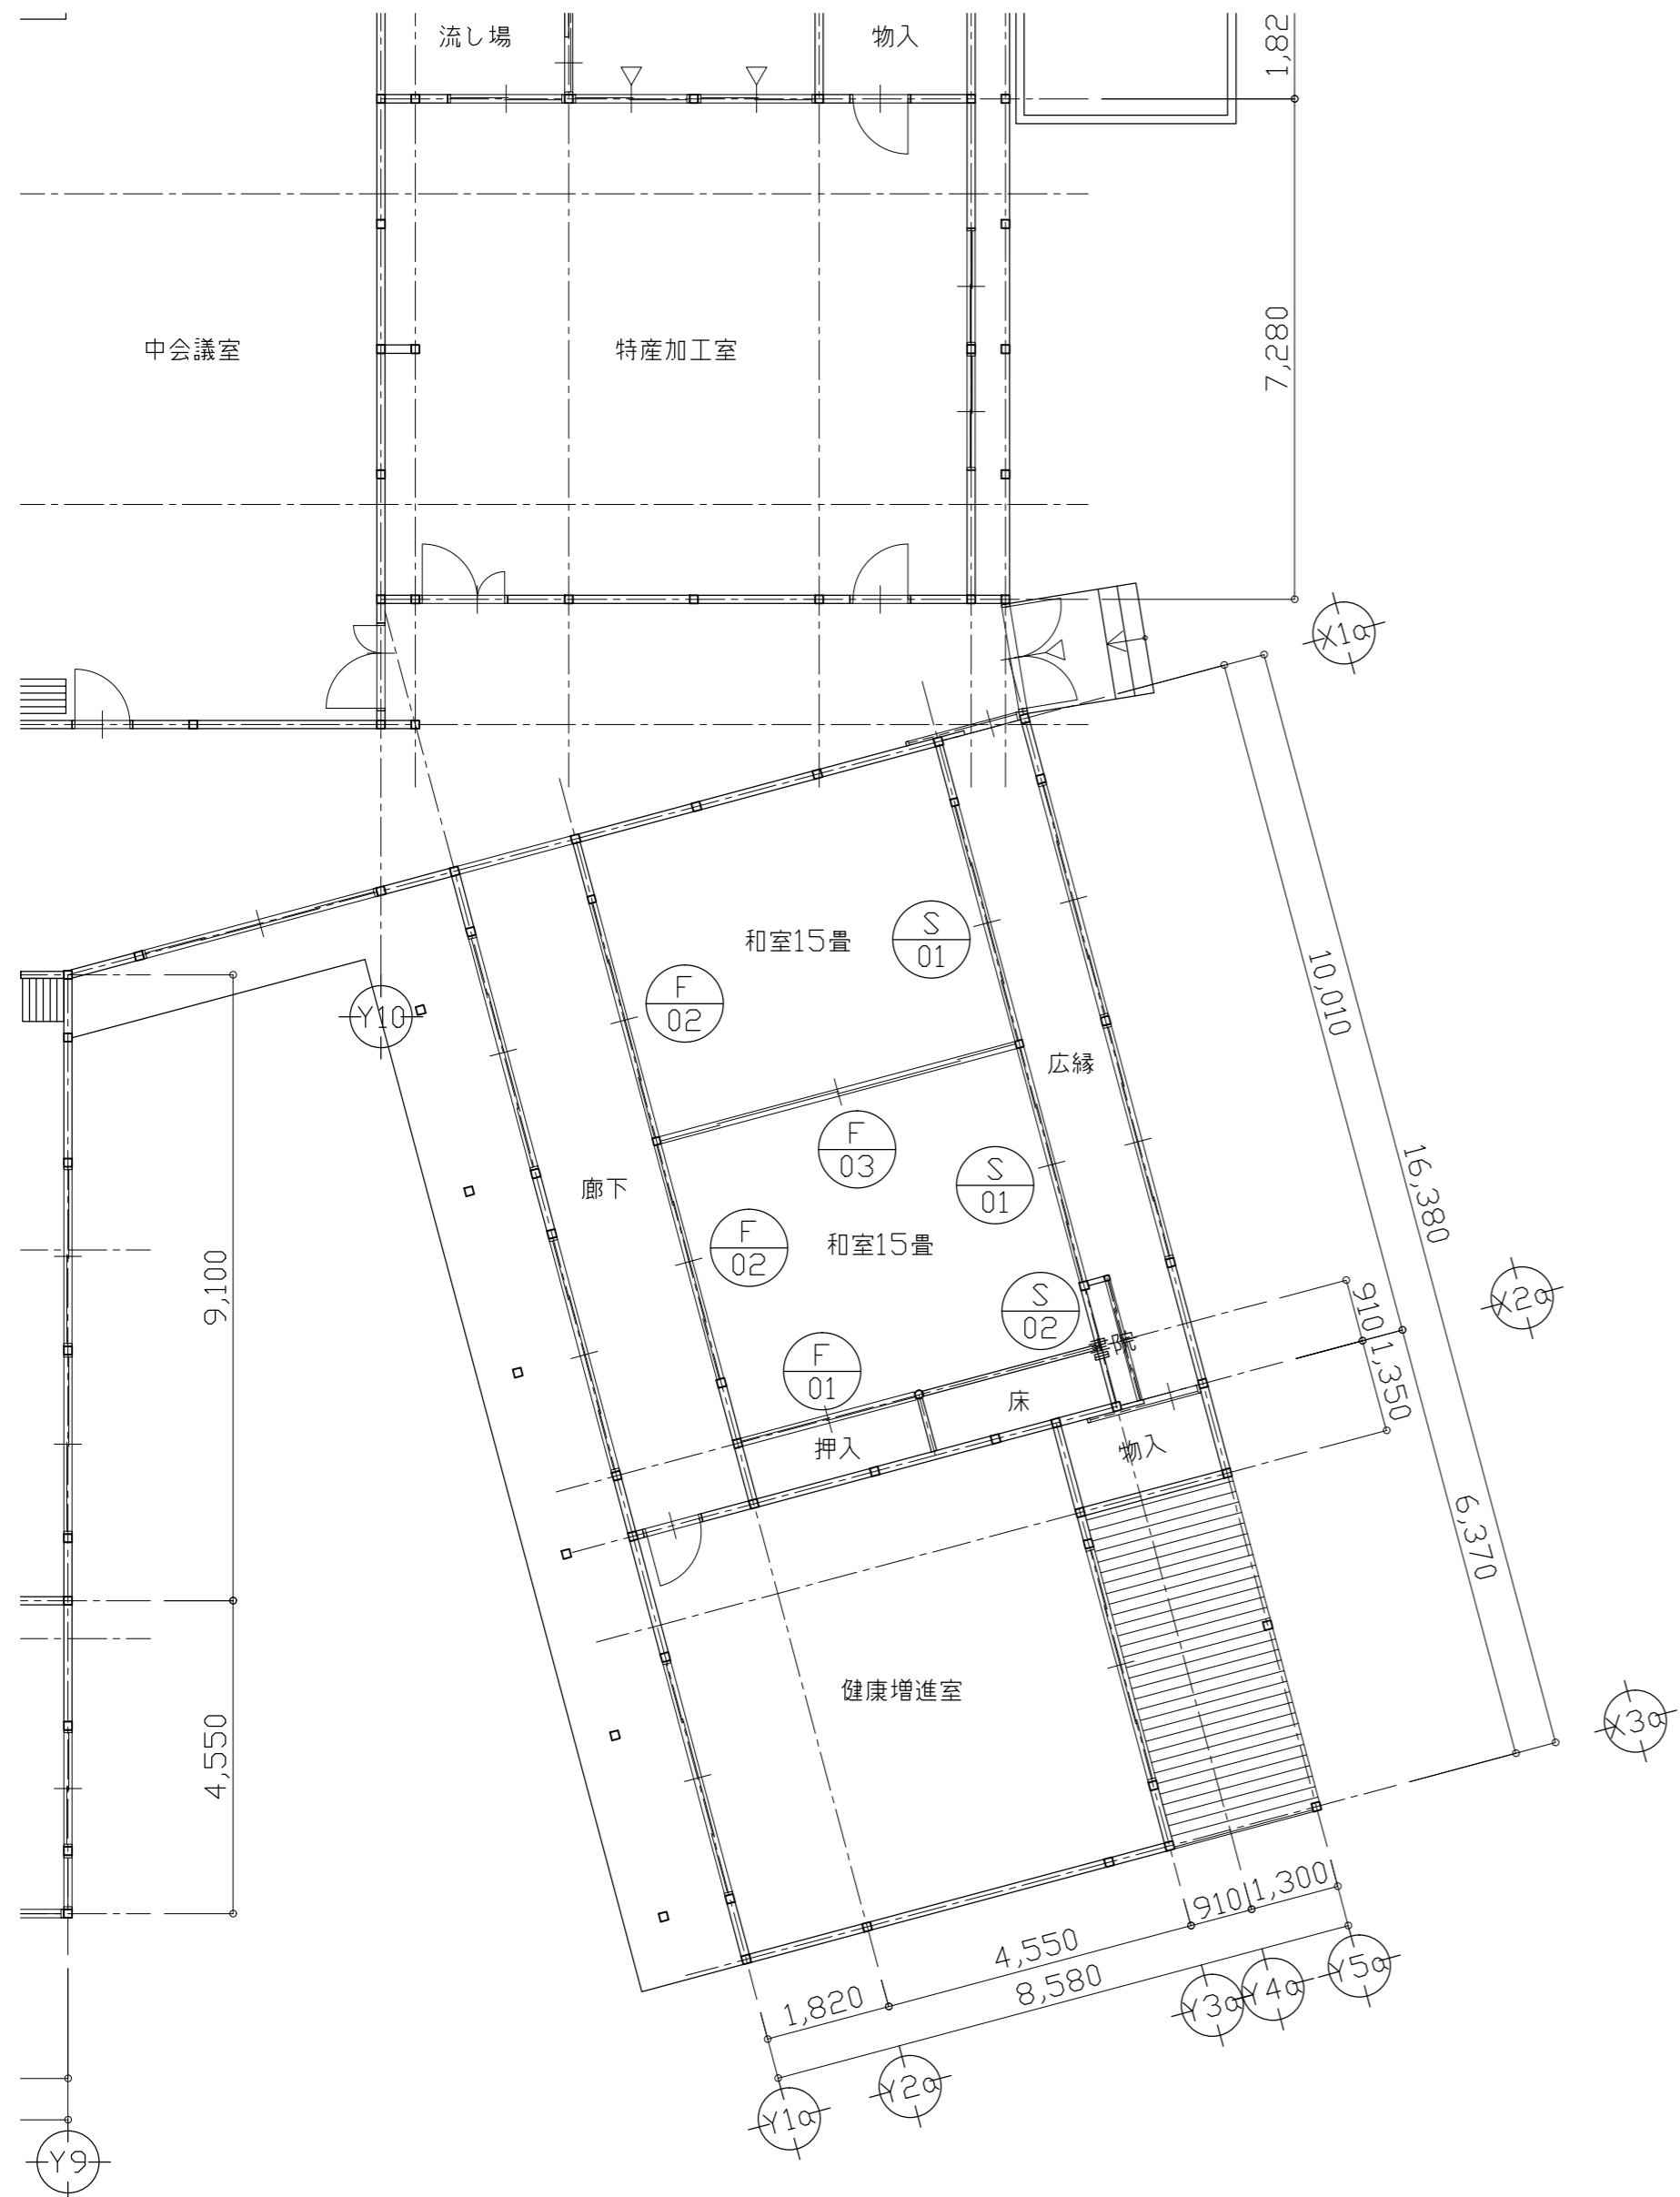 流し場
物入
1,82
中会議室
特産加工室
7,280
X1a
和室15畳
S
01
F
02
Y10
10,010
広縁
F
03
16,380
廊下
S
01
F
02
和室15畳
9,100
S
02
X2a
書院
910
1,350
F
01
床
押入
物入
6,370
健康増進室
X3a
4,550
910
1,300
4,550
8,580
1,820
Y5a
Y4a
Y3a
Y2a
Y1a
Y9